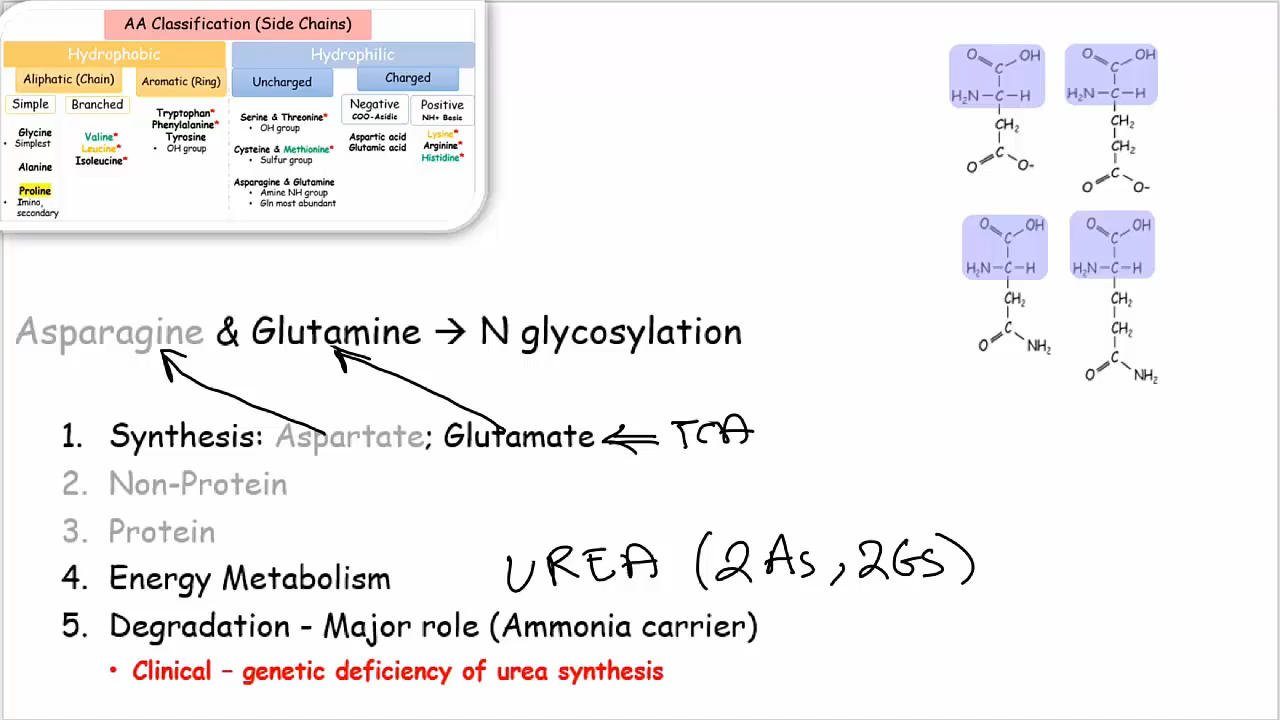 AA Classification (Side Chains)
Hydrophobic
Hydrophilic
Aliphatic (Chain)
Aromatic (Ring)
Uncharged
Charged
Simple
Branched
Negative
COO-Acidic
Positive
NH+ Basic
Glycine
• Simplest
Alanine
Proline
• Imino, secondary
Valine*
Leucine*
Isoleucine*
Tryptophan*
Phenylalanine*
Tyrosine
• OH group
Serine & Threonine*
• OH group
Cysteine & Methionine*
• Sulfur group
Asparagine & Glutamine
• Amine NH group
• Gln most abundant
Aspartic acid
Glutamic acid
Lysine*
Arginine*
Histidine*
O OH
C
H₂N-C-H
CH₂
C
O O-
O OH
C
H₂N-C-H
CH₂
CH₂
C
O O-
O OH
C
H₂N-C-H
CH₂
C
O NH₂
O OH
C
H₂N-C-H
CH₂
CH₂
C
O NH₂
Asparagine & Glutamine → N glycosylation
1. Synthesis: Aspartate; Glutamate ⇐ TCA
2. Non-Protein
3. Protein
4. Energy Metabolism
UREA (2As, 2Gs)
5. Degradation - Major role (Ammonia carrier)
• Clinical – genetic deficiency of urea synthesis